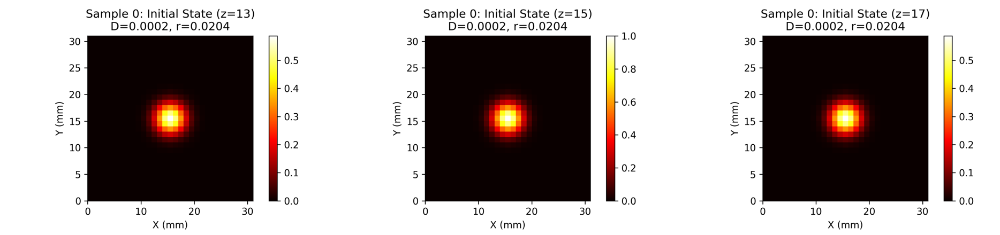 Sample 0: Initial State (z=13)
D=0.0002, r=0.0204
30
25
20
15
10
5
0
Y (mm)
0 10 20 30
X (mm)
0.5
0.4
0.3
0.2
0.1
0.0
Sample 0: Initial State (z=15)
D=0.0002, r=0.0204
30
25
20
15
10
5
0
Y (mm)
0 10 20 30
X (mm)
1.0
0.8
0.6
0.4
0.2
0.0
Sample 0: Initial State (z=17)
D=0.0002, r=0.0204
30
25
20
15
10
5
0
Y (mm)
0 10 20 30
X (mm)
0.5
0.4
0.3
0.2
0.1
0.0